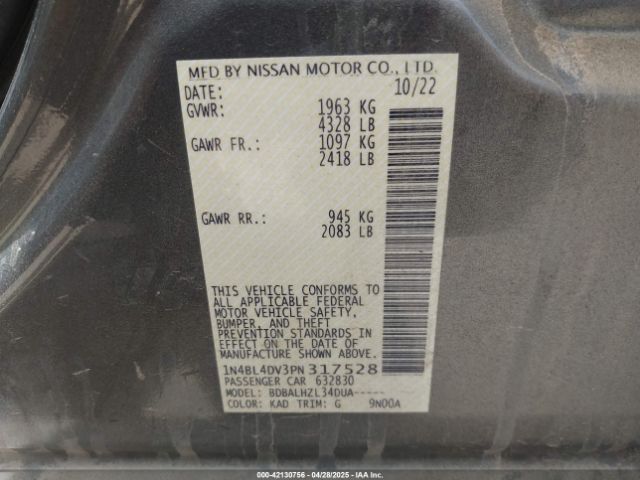 MFD BY NISSAN MOTOR CO., LTD.
DATE: 10/22
GVWR: 1963 KG
4328 LB
GAWR FR.: 1097 KG
2418 LB
GAWR RR.: 945 KG
2083 LB
THIS VEHICLE CONFORMS TO
ALL APPLICABLE FEDERAL
MOTOR VEHICLE SAFETY,
BUMPER, AND THEFT
PREVENTION STANDARDS IN
EFFECT ON THE DATE OF
MANUFACTURE SHOWN ABOVE.
1N4BL4DV3PN317528
PASSENGER CAR 632830
MODEL: BDBALHZL34DUA-----
COLOR: KAD TRIM: G 9N00A
000-42130756 - 04/28/2025 - IAA Inc.